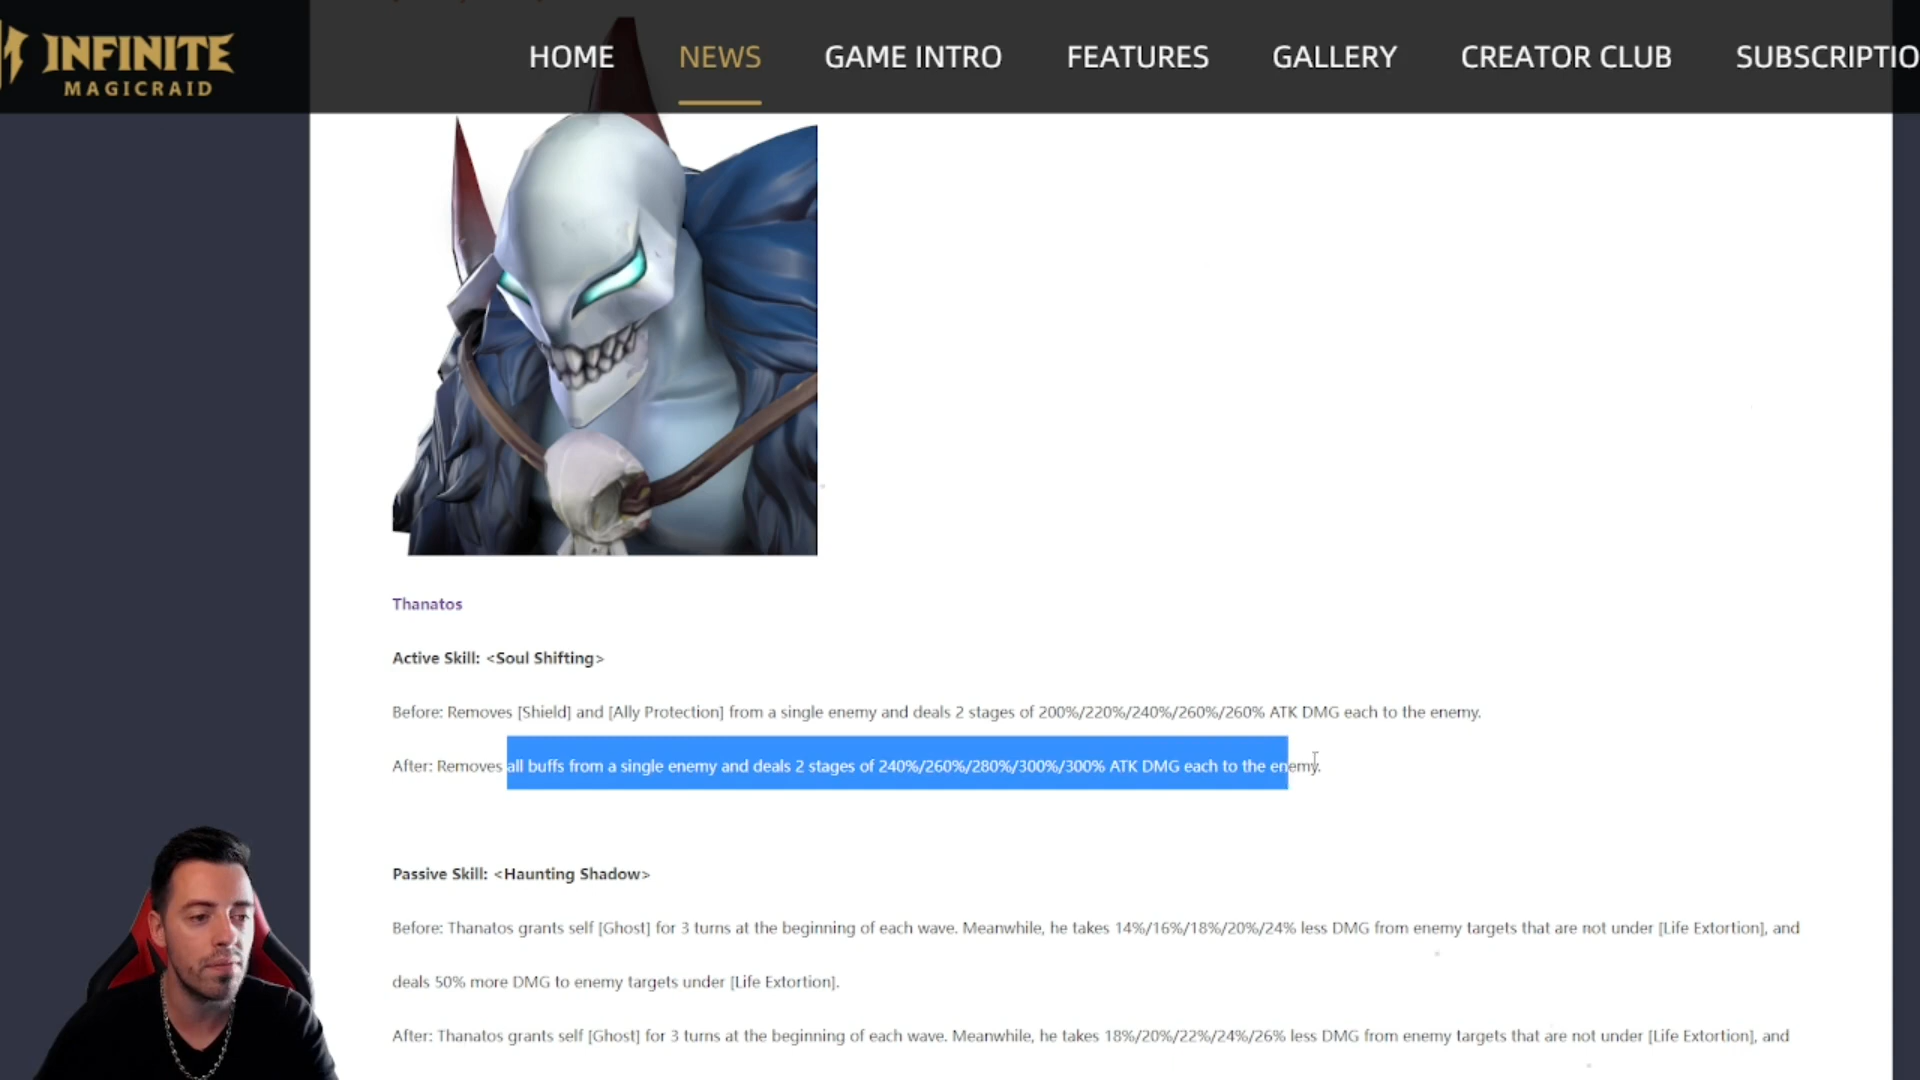 INFINITE
MAGICRAID
HOME NEWS GAME INTRO FEATURES GALLERY CREATOR CLUB SUBSCRIPTIO
Thanatos
Active Skill: <Soul Shifting>
Before: Removes [Shield] and [Ally Protection] from a single enemy and deals 2 stages of 200%/220%/240%/260%/260% ATK DMG each to the enemy.
After: Removes all buffs from a single enemy and deals 2 stages of 240%/260%/280%/300%/300% ATK DMG each to the enemy.
Passive Skill: <Haunting Shadow>
Before: Thanatos grants self [Ghost] for 3 turns at the beginning of each wave. Meanwhile, he takes 14%/16%/18%/20%/24% less DMG from enemy targets that are not under [Life Extortion], and
deals 50% more DMG to enemy targets under [Life Extortion].
After: Thanatos grants self [Ghost] for 3 turns at the beginning of each wave. Meanwhile, he takes 18%/20%/22%/24%/26% less DMG from enemy targets that are not under [Life Extortion], and